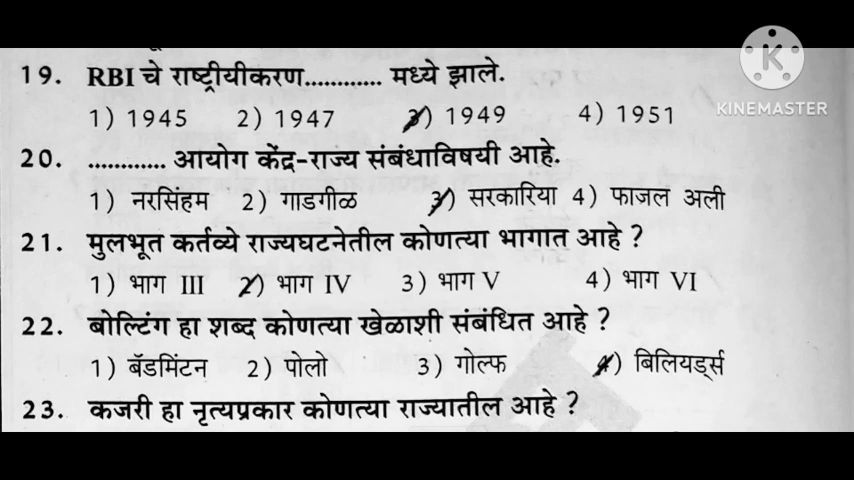 K
KINEMASTER
19. RBI चे राष्ट्रीयीकरण............ मध्ये झाले.
1) 1945 2) 1947 3) 1949 4) 1951
20. ............ आयोग केंद्र-राज्य संबंधाविषयी आहे.
1) नरसिंहम 2) गाडगीळ 3) सरकारिया 4) फाजल अली
21. मुलभूत कर्तव्ये राज्यघटनेतील कोणत्या भागात आहे ?
1) भाग III 2) भाग IV 3) भाग V 4) भाग VI
22. बोल्टिंग हा शब्द कोणत्या खेळाशी संबंधित आहे ?
1) बॅडमिंटन 2) पोलो 3) गोल्फ 4) बिलियर्ड्स
23. कजरी हा नृत्यप्रकार कोणत्या राज्यातील आहे ?